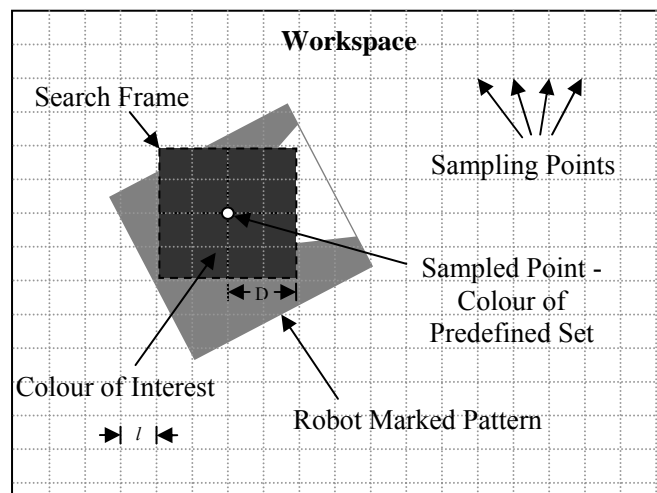 Workspace
Search Frame
Sampling Points
Sampled Point -
Colour of
Predefined Set
D
Colour of Interest
Robot Marked Pattern
l